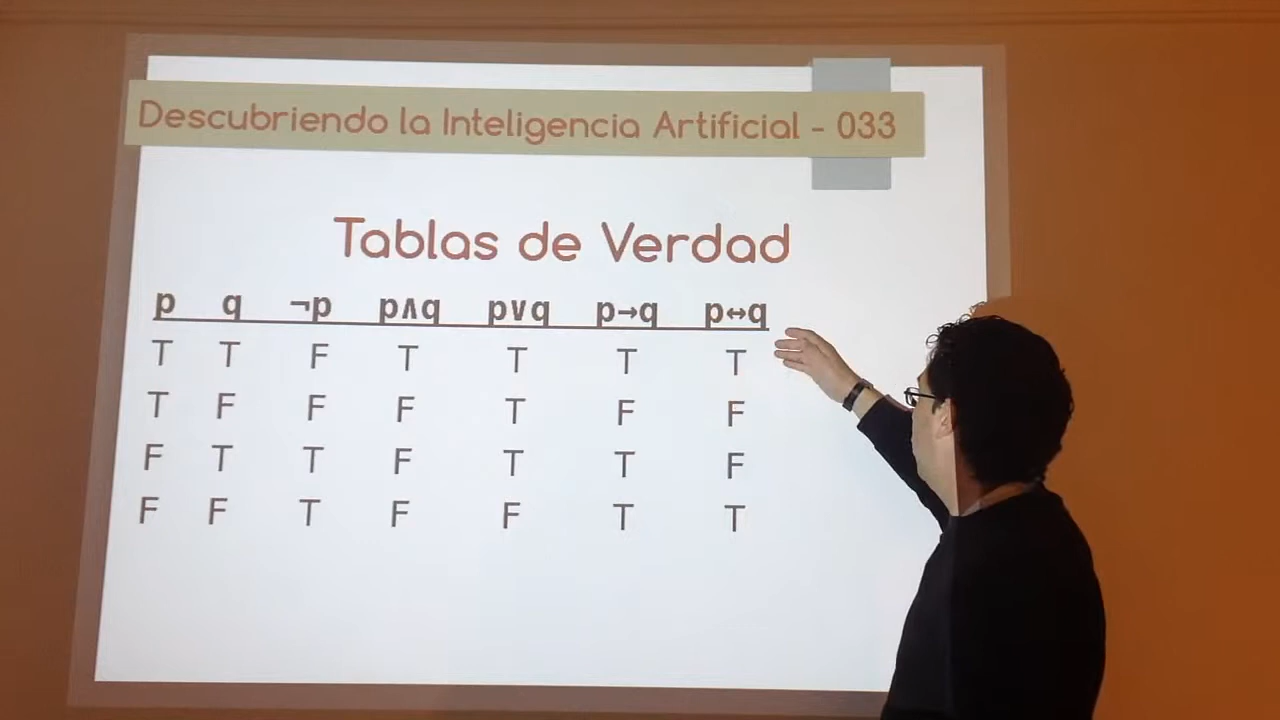 Descubriendo la Inteligencia Artificial - 033
Tablas de Verdad
p q ¬p p∧q p∨q p→q p↔q
T T F T T T T
T F F F T F F
F T T F T T F
F F T F F T T